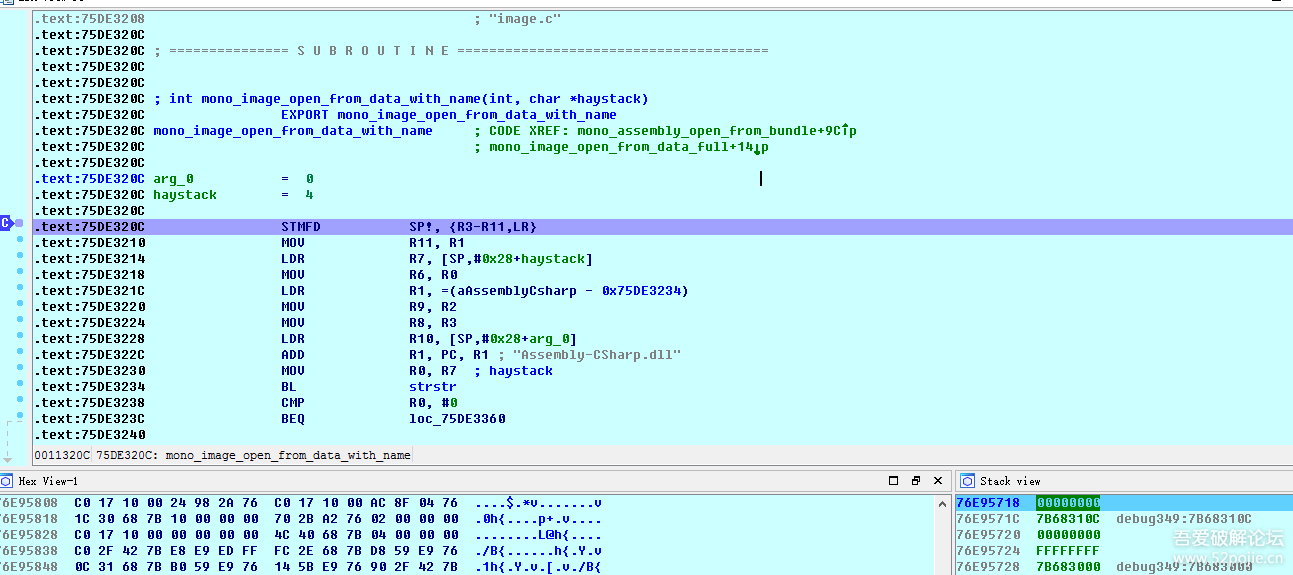 .text:75DE3208 ; "image.c"
.text:75DE320C
.text:75DE320C ; =============== S U B R O U T I N E =======================================
.text:75DE320C
.text:75DE320C
.text:75DE320C ; int mono_image_open_from_data_with_name(int, char *haystack)
.text:75DE320C EXPORT mono_image_open_from_data_with_name
.text:75DE320C mono_image_open_from_data_with_name ; CODE XREF: mono_assembly_open_from_bundle+9C↑p
.text:75DE320C ; mono_image_open_from_data_full+14↓p
.text:75DE320C
.text:75DE320C arg_0 = 0
.text:75DE320C haystack = 4
.text:75DE320C
.text:75DE320C STMFD SP!, {R3-R11,LR}
.text:75DE3210 MOV R11, R1
.text:75DE3214 LDR R7, [SP,#0x28+haystack]
.text:75DE3218 MOV R6, R0
.text:75DE321C LDR R1, =(aAssemblyCsharp - 0x75DE3234)
.text:75DE3220 MOV R9, R2
.text:75DE3224 MOV R8, R3
.text:75DE3228 LDR R10, [SP,#0x28+arg_0]
.text:75DE322C ADD R1, PC, R1 ; "Assembly-CSharp.dll"
.text:75DE3230 MOV R0, R7 ; haystack
.text:75DE3234 BL strstr
.text:75DE3238 CMP R0, #0
.text:75DE323C BEQ loc_75DE3360
.text:75DE3240
0011320C 75DE320C: mono_image_open_from_data_with_name
Hex View-1
76E95808 C0 17 10 00 24 98 2A 76 C0 17 10 00 AC 8F 04 76 ....$.*v.......v
76E95818 1C 30 68 7B 10 00 00 00 70 2B A2 76 02 00 00 00 .0h{....p+.v....
76E95828 C0 17 10 00 00 00 00 00 4C 40 68 7B 04 00 00 00 ........L@h{....
76E95838 C0 2F 42 7B E8 E9 ED FF FC 2E 68 7B D8 59 E9 76 ./B{......h{.Y.v
76E95848 0C 31 68 7B B0 59 E9 76 14 5B E9 76 90 2F 42 7B .1h{.Y.v.[.v./B{
Stack view
76E95718 00000000
76E9571C 7B68310C debug349:7B68310C
76E95720 00000000
76E95724 FFFFFFFF
76E95728 7B683000 debug349:7B683000
吾爱破解论坛
www.52pojie.cn